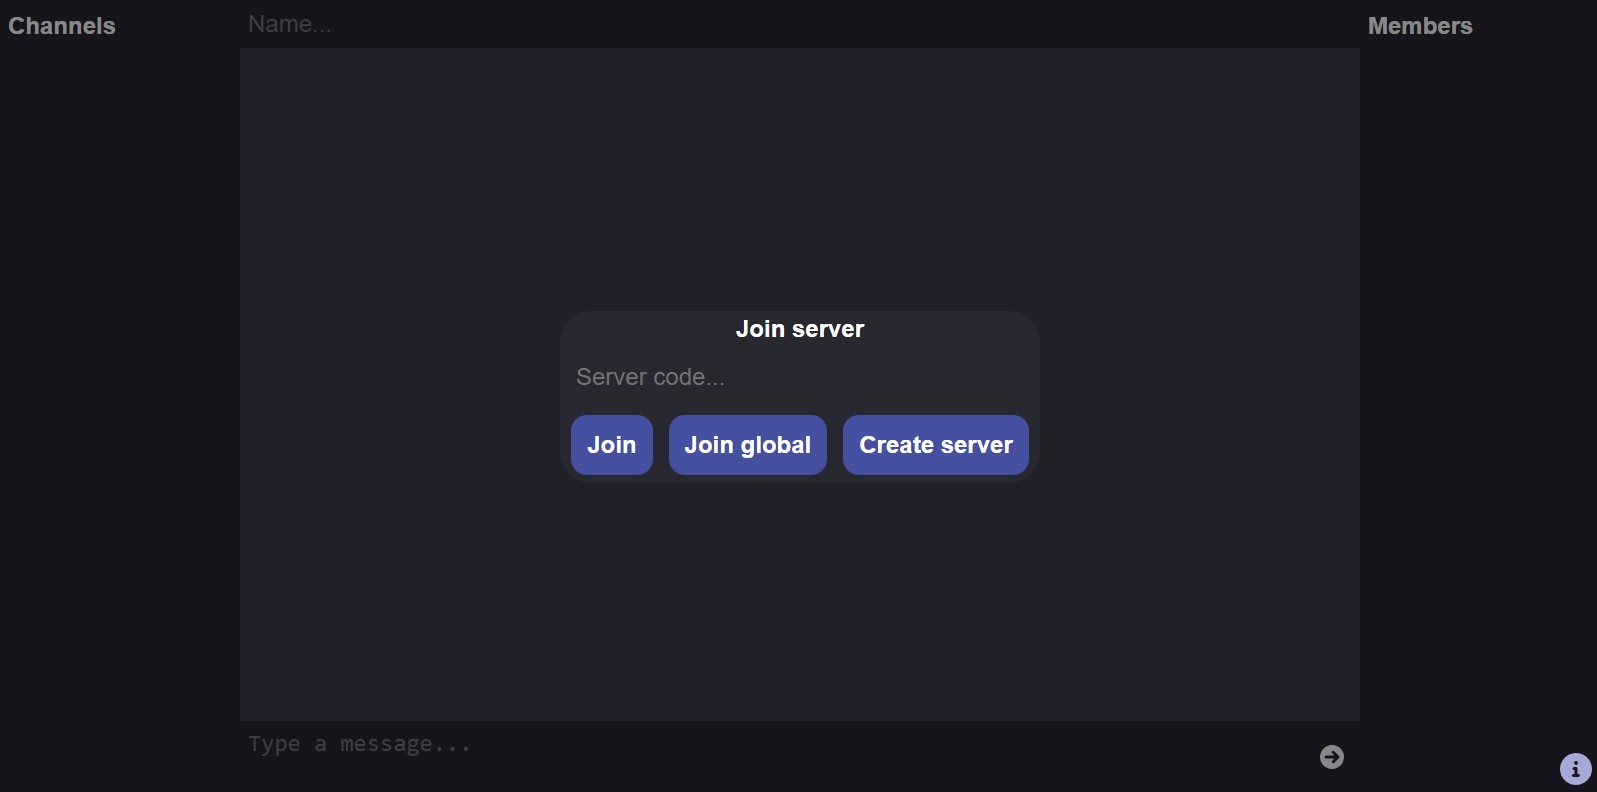 Channels
Name...
Members
Join server
Server code...
Join
Join global
Create server
Type a message...